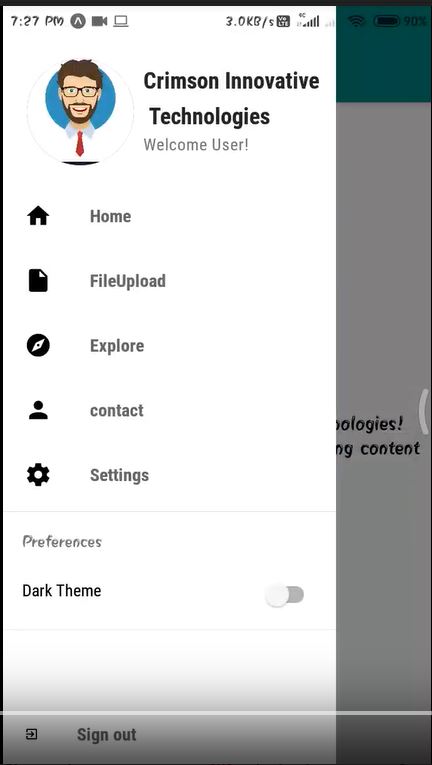 7:27 PM 3.0KB/s 90%
Crimson Innovative
Technologies
Welcome User!
Home
FileUpload
Explore
contact
ologies!
ng content
Settings
Preferences
Dark Theme
Sign out